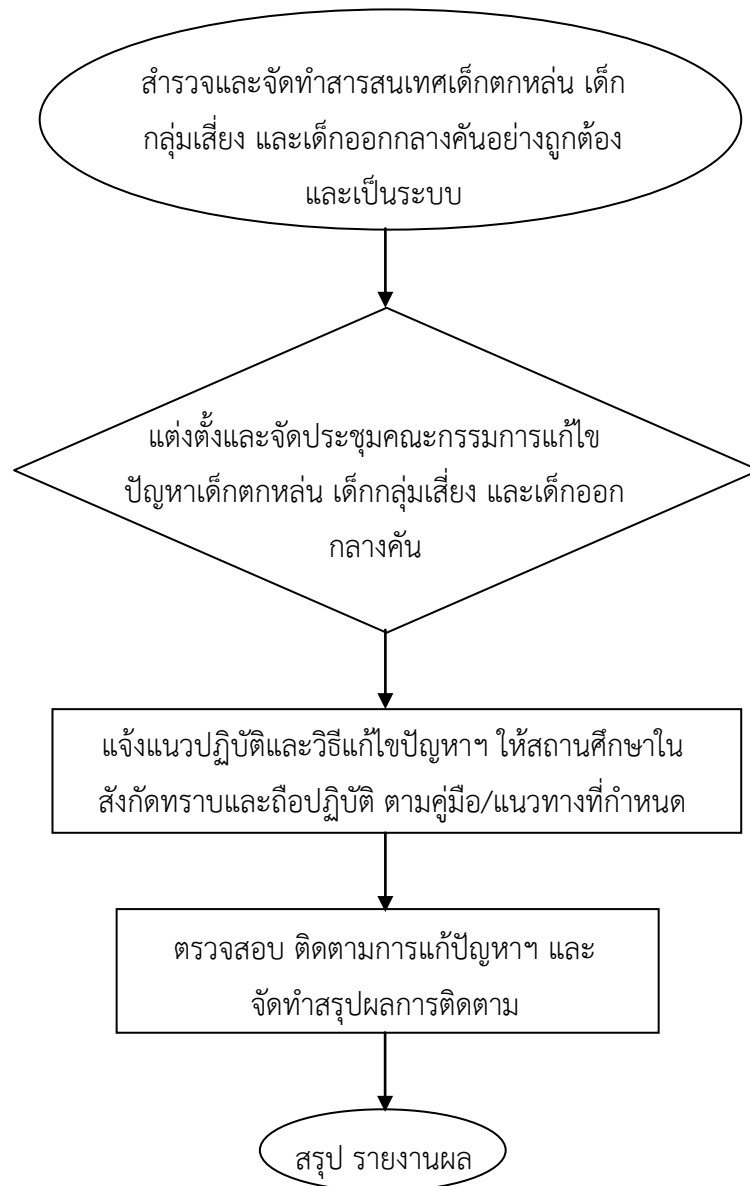 สำรวจและจัดทำสารสนเทศเด็กตกหล่น เด็ก
กลุ่มเสี่ยง และเด็กออกกลางคันอย่างถูกต้อง
และเป็นระบบ
แต่งตั้งและจัดประชุมคณะกรรมการแก้ไข
ปัญหาเด็กตกหล่น เด็กกลุ่มเสี่ยง และเด็กออก
กลางคัน
แจ้งแนวปฏิบัติและวิธีแก้ไขปัญหาฯ ให้สถานศึกษาใน
สังกัดทราบและถือปฏิบัติ ตามคู่มือ/แนวทางที่กำหนด
ตรวจสอบ ติดตามการแก้ปัญหาฯ และ
จัดทำสรุปผลการติดตาม
สรุป รายงานผล